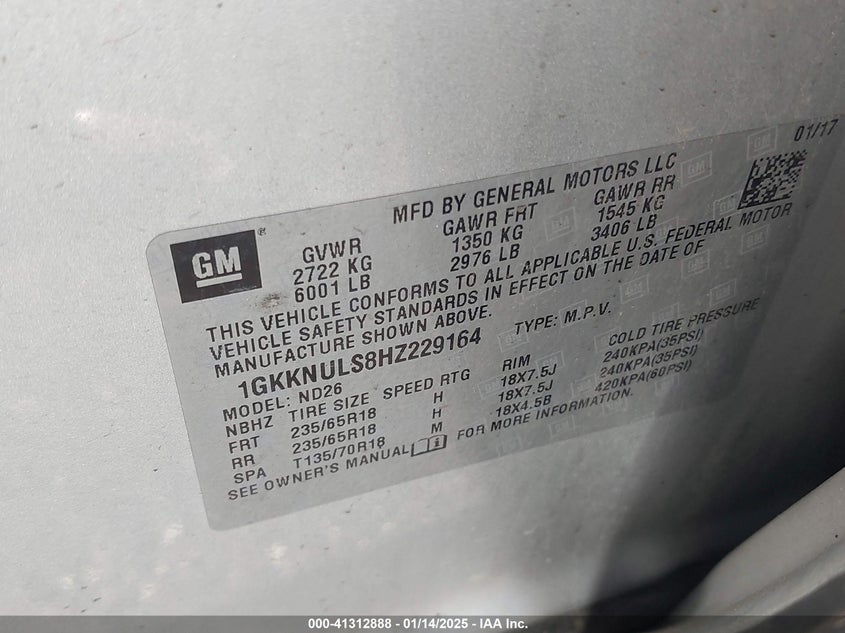 01/17
MFD BY GENERAL MOTORS LLC
GM ® GVWR GAWR FRT GAWR RR
2722 KG 1350 KG 1545 KG
6001 LB 2976 LB 3406 LB
THIS VEHICLE CONFORMS TO ALL APPLICABLE U.S. FEDERAL MOTOR
VEHICLE SAFETY STANDARDS IN EFFECT ON THE DATE OF
MANUFACTURE SHOWN ABOVE.
1GKKNULS8HZ229164 TYPE: M.P.V.
MODEL: ND26
NBHZ TIRE SIZE SPEED RTG RIM COLD TIRE PRESSURE
FRT 235/65R18 H 18X7.5J 240KPA(35PSI)
RR 235/65R18 H 18X7.5J 240KPA(35PSI)
SPA T135/70R18 M 18X4.5B 420KPA(60PSI)
SEE OWNER'S MANUAL FOR MORE INFORMATION.
000-41312888 - 01/14/2025 - IAA Inc.